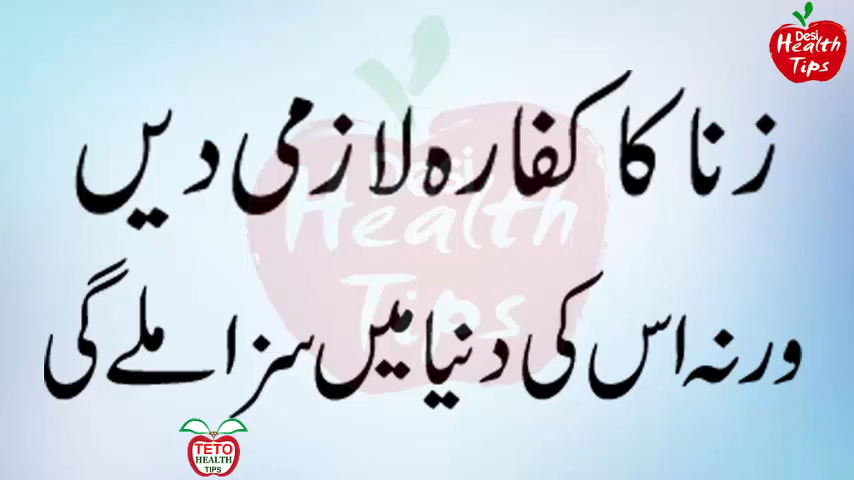 Desi
Health
Tips
زنا کا کفارہ لازمی دیں
ورنہ اس کی دنیا میں سزا ملے گی
Desi
Health
Tips
TETO
HEALTH
TIPS